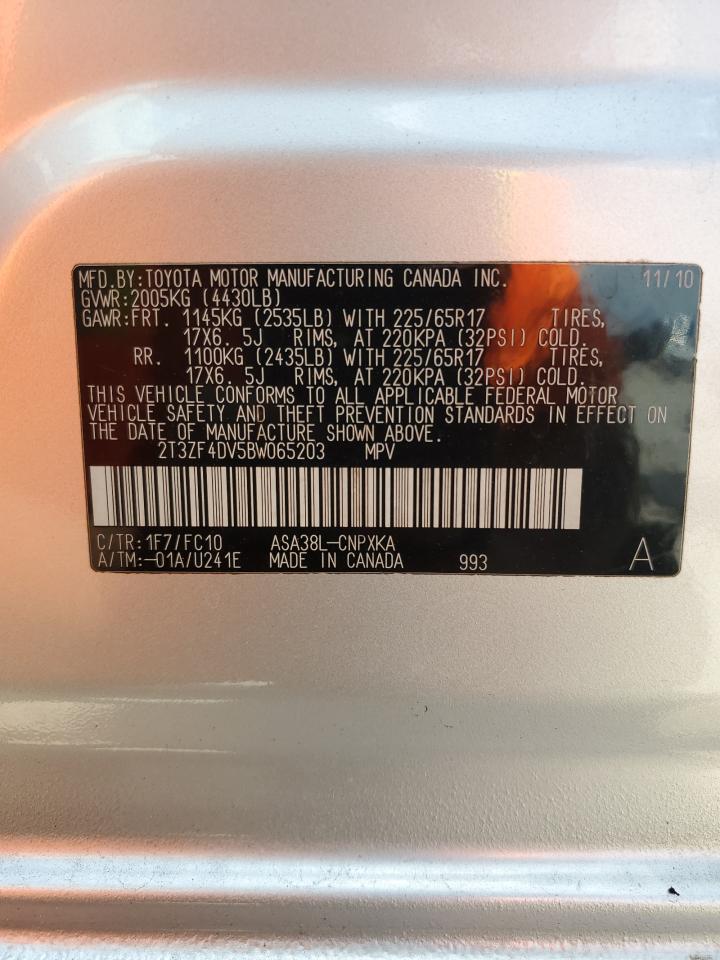 MFD.BY:TOYOTA MOTOR MANUFACTURING CANADA INC. 11/10
GVWR:2005KG (4430LB)
GAWR:FRT. 1145KG (2535LB) WITH 225/65R17 TIRES,
17X6.5J RIMS, AT 220KPA (32PSI) COLD.
RR. 1100KG (2435LB) WITH 225/65R17 TIRES,
17X6.5J RIMS, AT 220KPA (32PSI) COLD.
THIS VEHICLE CONFORMS TO ALL APPLICABLE FEDERAL MOTOR
VEHICLE SAFETY AND THEFT PREVENTION STANDARDS IN EFFECT ON
THE DATE OF MANUFACTURE SHOWN ABOVE.
2T3ZF4DV5BW065203 MPV
C/TR:1F7/FC10 ASA38L-CNPXKA
A/TM:-01A/U241E MADE IN CANADA 993 A